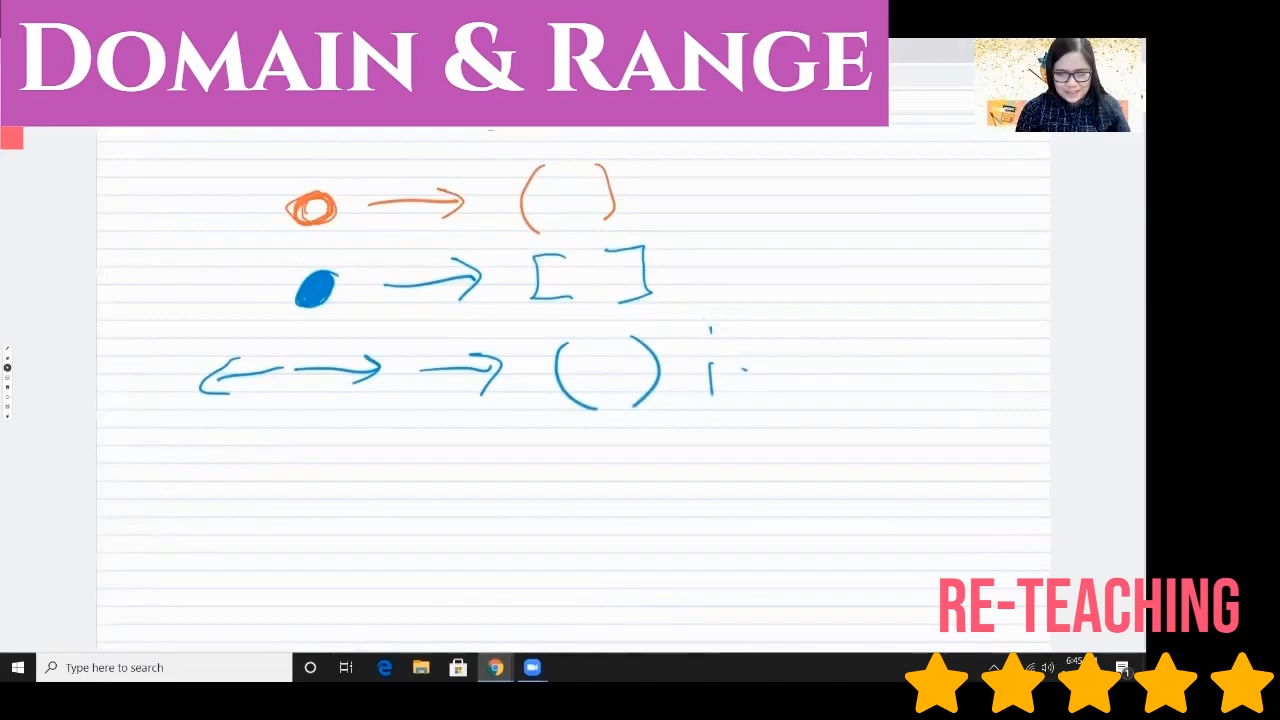 DOMAIN & RANGE
→ ( )
→ [ ]
← → → ( ) i
RE-TEACHING
Type here to search